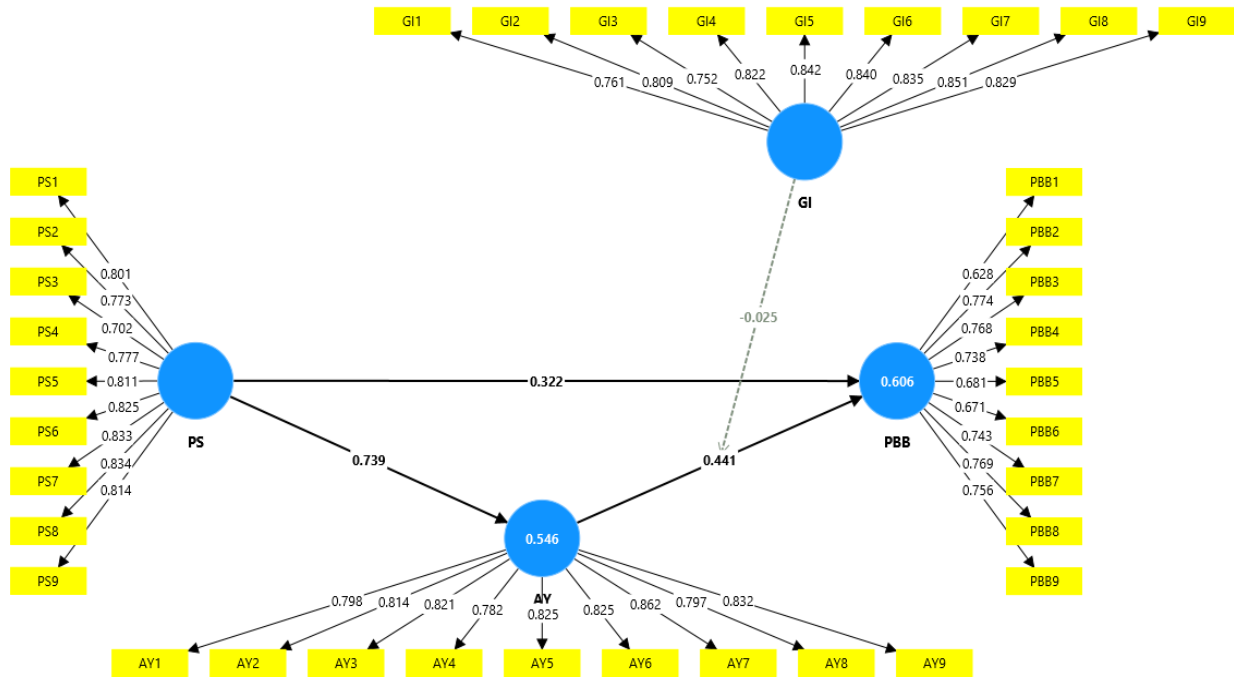 GI1 GI2 GI3 GI4 GI5 GI6 GI7 GI8 GI9
0.761 0.809 0.752 0.822 0.842 0.840 0.835 0.851 0.829
GI
PS1
PS2
PS3
PS4
PS5
PS6
PS7
PS8
PS9
0.801
0.773
0.702
0.777
0.811
0.825
0.833
0.834
0.814
PS
0.322
0.739
-0.025
0.441
0.606
PBB
0.628
0.774
0.768
0.738
0.681
0.671
0.743
0.769
0.756
PBB1
PBB2
PBB3
PBB4
PBB5
PBB6
PBB7
PBB8
PBB9
0.546
AY
0.798 0.814 0.821 0.782 0.825 0.825 0.862 0.797 0.832
AY1 AY2 AY3 AY4 AY5 AY6 AY7 AY8 AY9